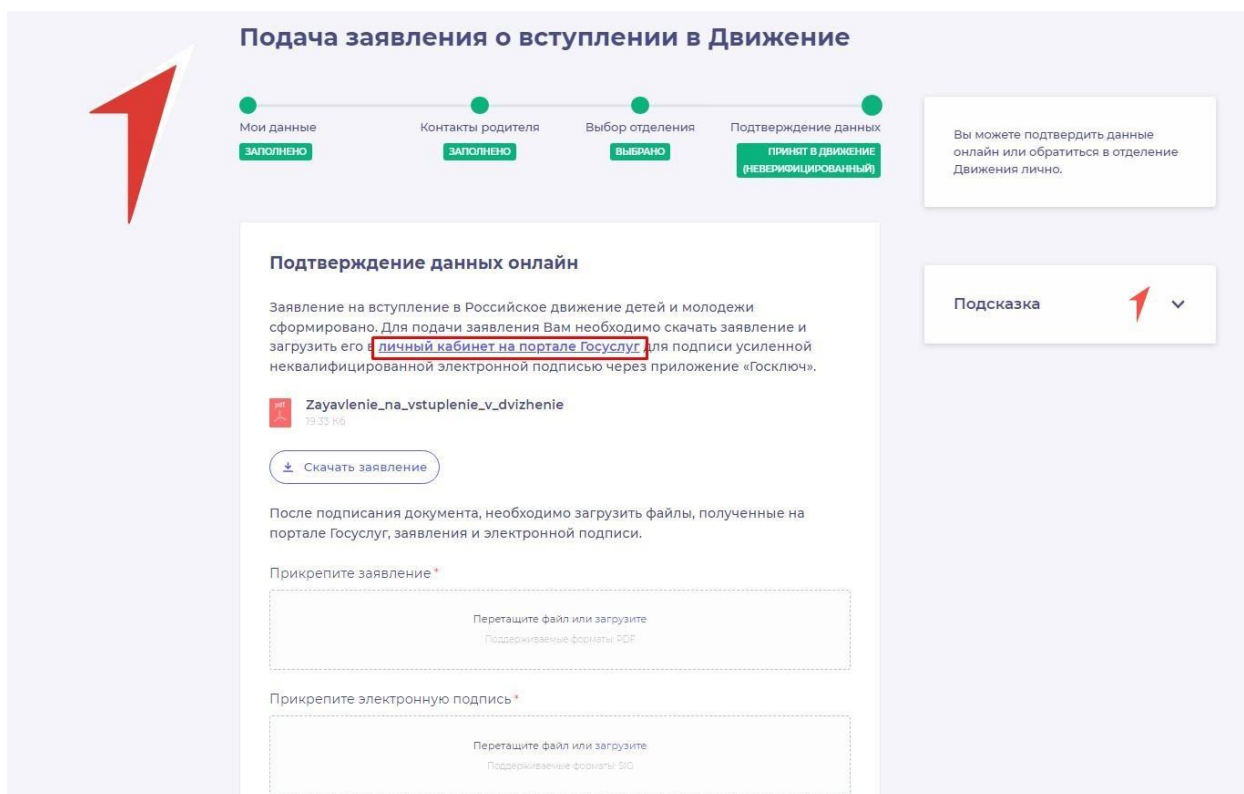 Подача заявления о вступлении в Движение
Мои данные
ЗАПОЛНЕНО
Контакты родителя
ЗАПОЛНЕНО
Выбор отделения
ВЫБРАНО
Подтверждение данных
ПРИНЯТ В ДВИЖЕНИЕ
(НЕВЕРИФИЦИРОВАННЫЙ)
Вы можете подтвердить данные
онлайн или обратиться в отделение
Движения лично.
Подсказка
Подтверждение данных онлайн
Заявление на вступление в Российское движение детей и молодежи
сформировано. Для подачи заявления Вам необходимо скачать заявление и
загрузить его в личный кабинет на портале Госуслуг для подписи усиленной
неквалифицированной электронной подписью через приложение «Госключ».
pdf
Zayavlenie_na_vstuplenie_v_dvizhenie
19.33 Кб
Скачать заявление
После подписания документа, необходимо загрузить файлы, полученные на
портале Госуслуг, заявления и электронной подписи.
Прикрепите заявление *
Перетащите файл или загрузите
Поддерживаемые форматы: PDF
Прикрепите электронную подпись *
Перетащите файл или загрузите
Поддерживаемые форматы: SIG